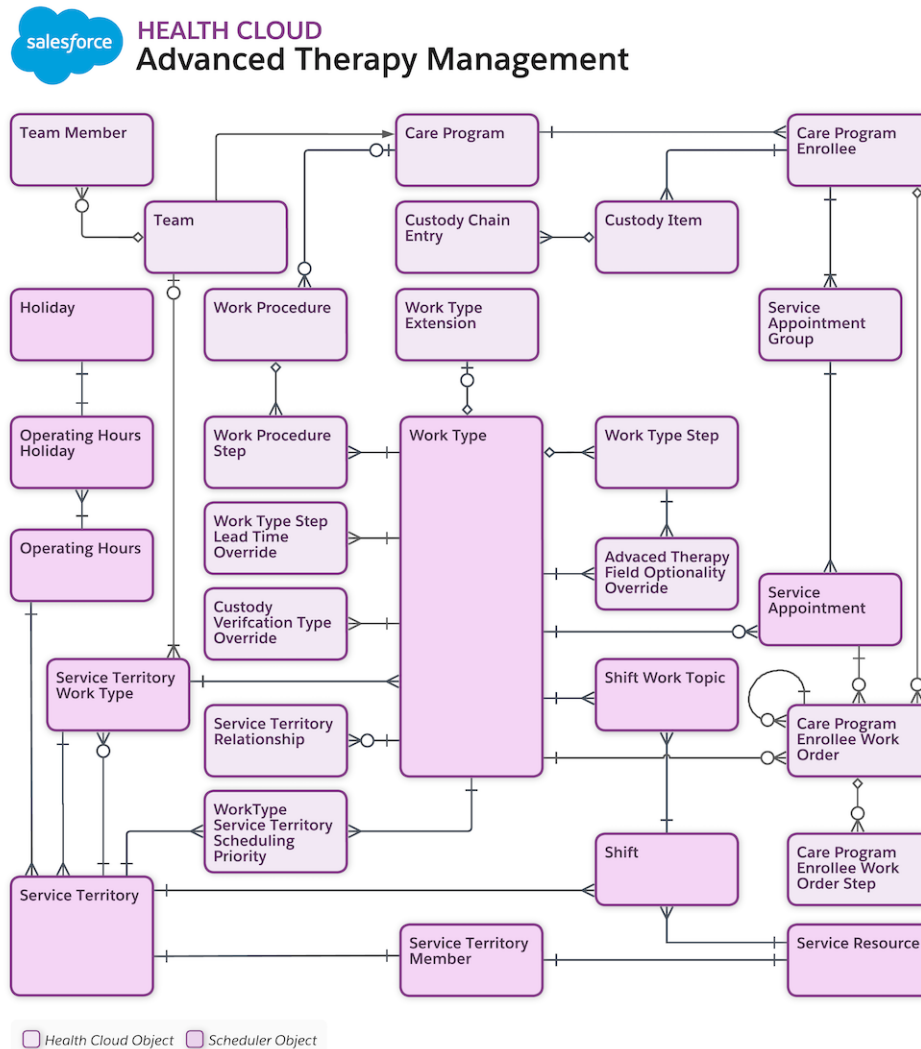 salesforce
HEALTH CLOUD
Advanced Therapy Management
Team Member
Care Program
Care Program
Enrollee
Team
Custody Chain
Entry
Custody Item
Holiday
Work Procedure
Work Type
Extension
Service
Appointment
Group
Operating Hours
Holiday
Work Procedure
Step
Work Type
Work Type Step
Operating Hours
Work Type Step
Lead Time
Override
Advaced Therapy
Field Optionality
Override
Service
Appointment
Custody
Verifcation Type
Override
Service Territory
Work Type
Shift Work Topic
Service Territory
Relationship
Care Program
Enrollee Work
Order
WorkType
Service Territory
Scheduling
Priority
Shift
Care Program
Enrollee Work
Order Step
Service Territory
Service Territory
Member
Service Resource
Health Cloud Object
Scheduler Object